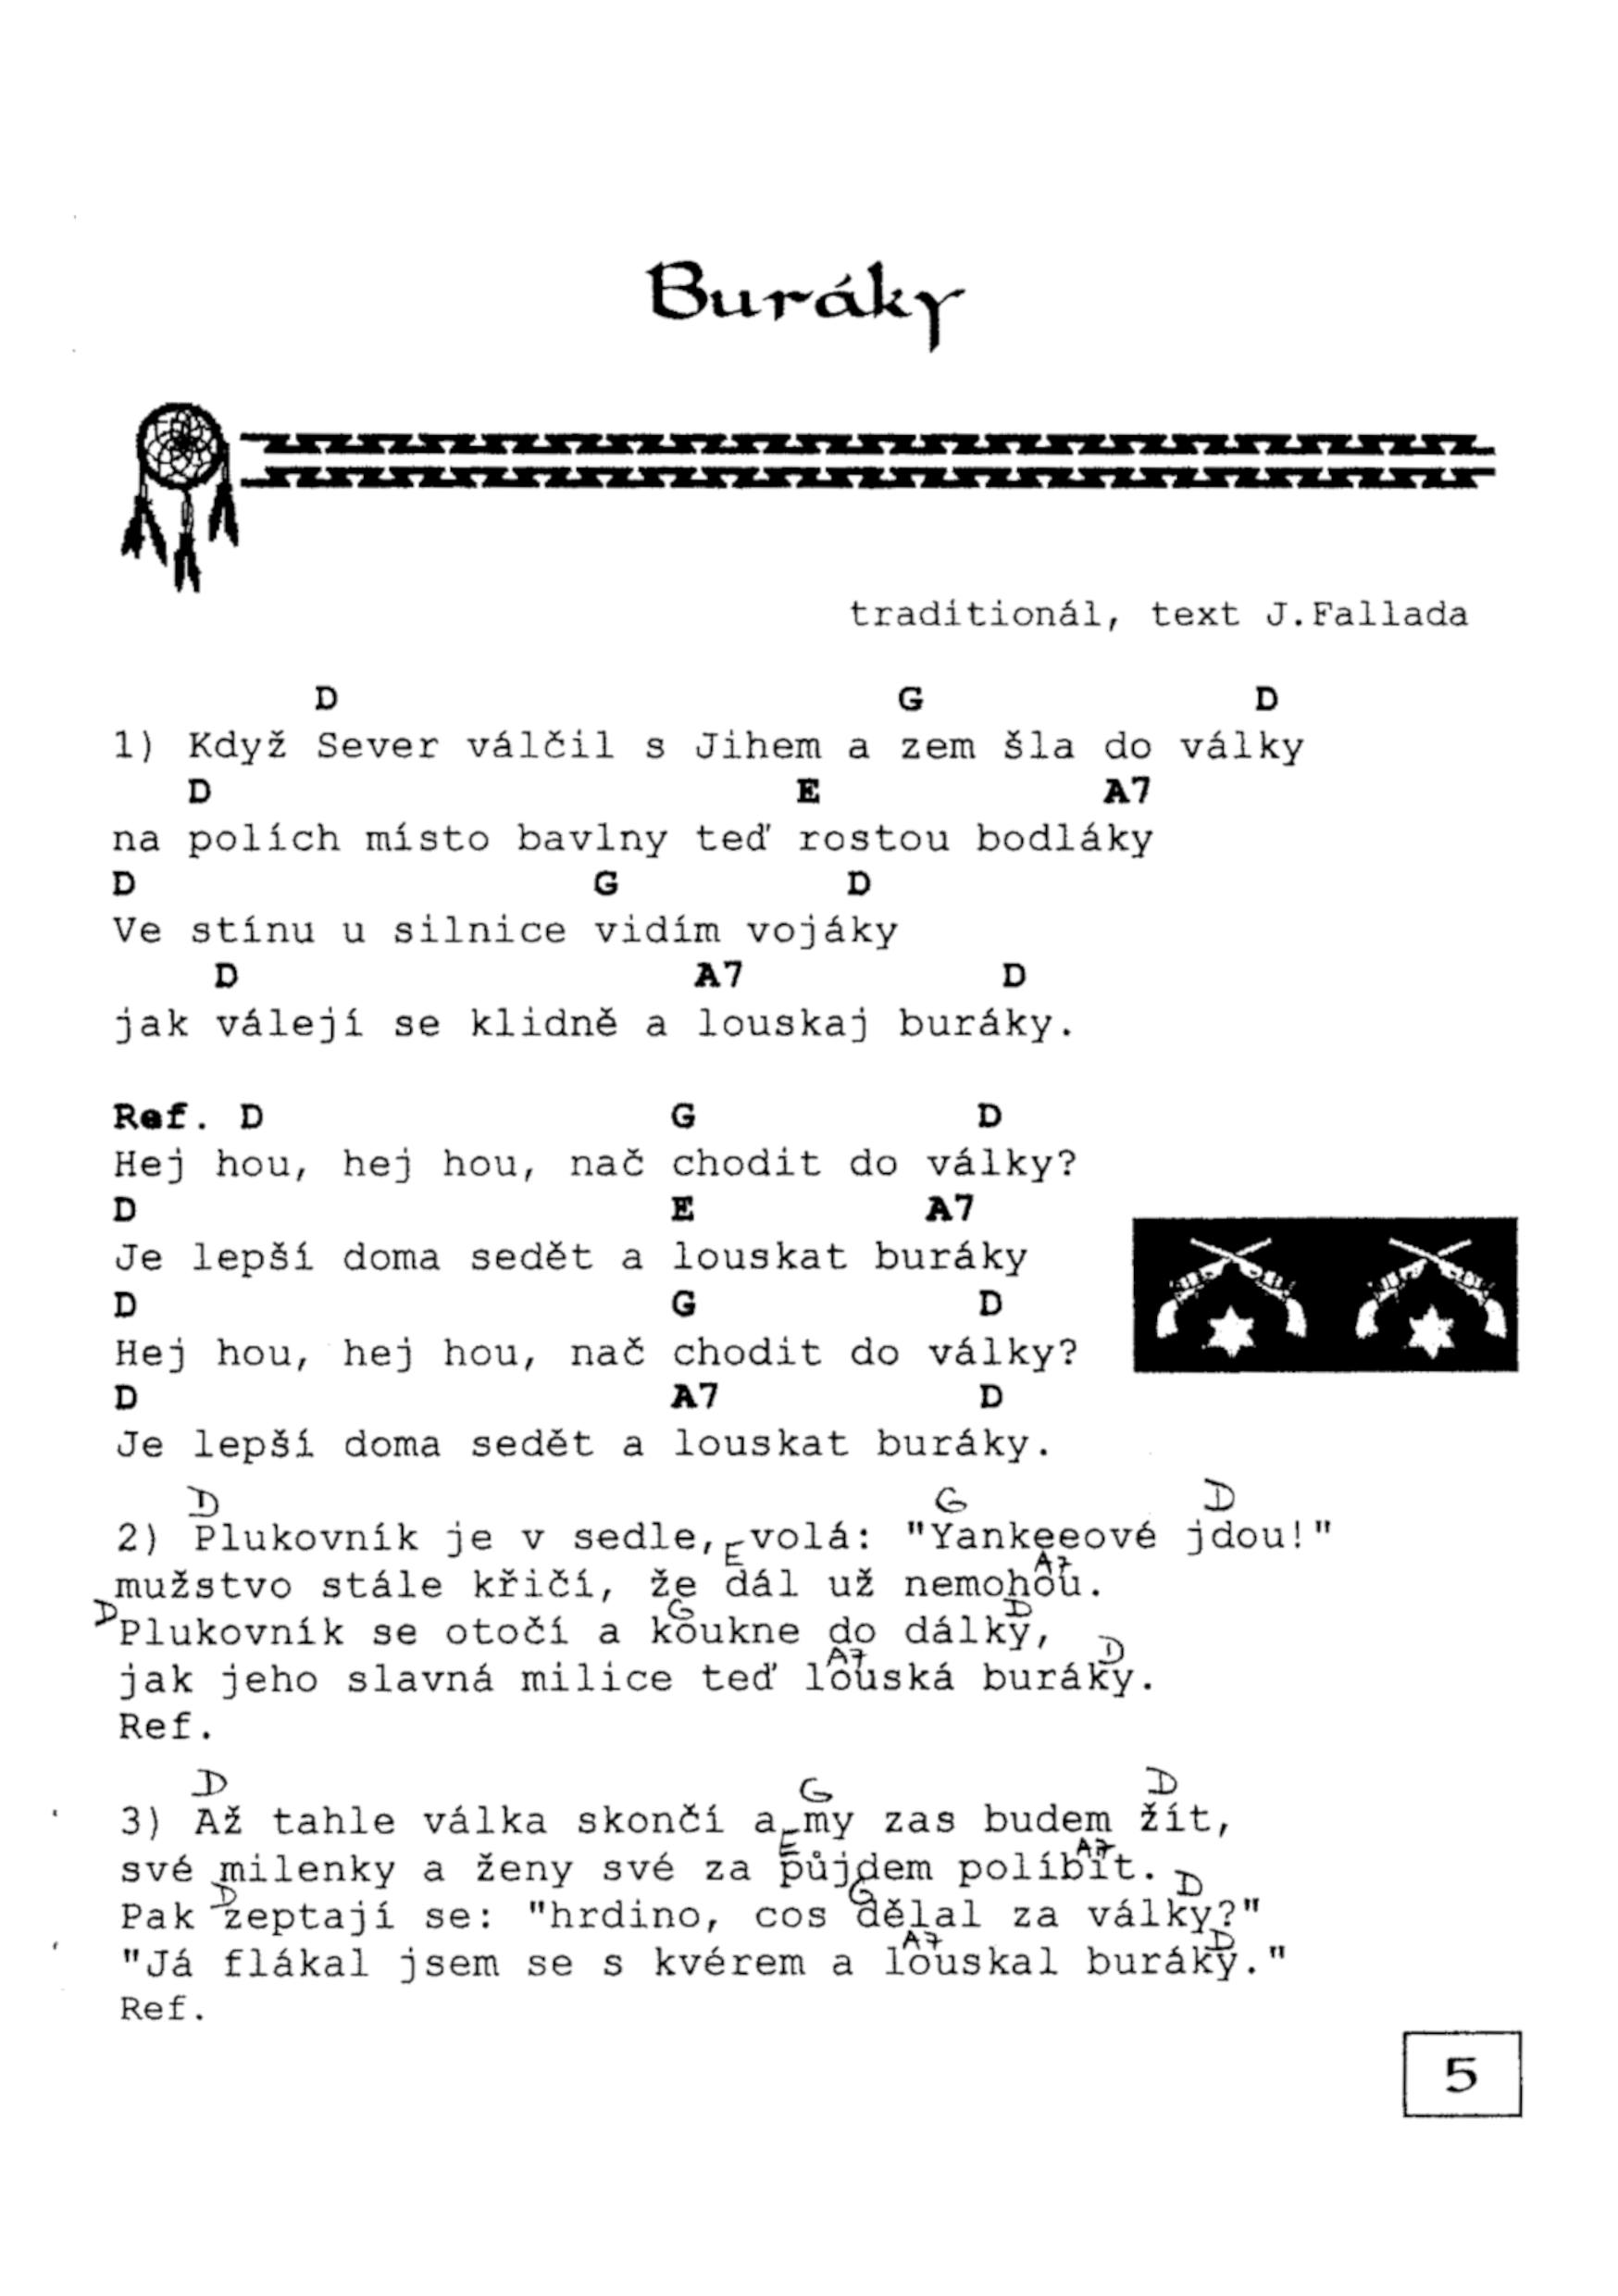 Buráky
traditionál, text J.Fallada
D G D
1) Když Sever válčil s Jihem a zem šla do války
D E A7
na polích místo bavlny teď rostou bodláky
D G D
Ve stínu u silnice vidím vojáky
D A7 D
jak válejí se klidně a louskaj buráky.
Ref. D G D
Hej hou, hej hou, nač chodit do války?
D E A7
Je lepší doma sedět a louskat buráky
D G D
Hej hou, hej hou, nač chodit do války?
D A7 D
Je lepší doma sedět a louskat buráky.
D G D
2) Plukovník je v sedle, volá: "Yankeeové jdou!"
E A7
mužstvo stále křičí, že dál už nemohou.
D G D
Plukovník se otočí a koukne do dálky,
A7 D
jak jeho slavná milice teď louská buráky.
Ref.
D G D
3) Až tahle válka skončí a my zas budem žít,
E A7
své milenky a ženy své za půjdem políbit.
D G D
Pak zeptají se: "hrdino, cos dělal za války?"
A7 D
"Já flákal jsem se s kvérem a louskal buráky."
Ref.
5